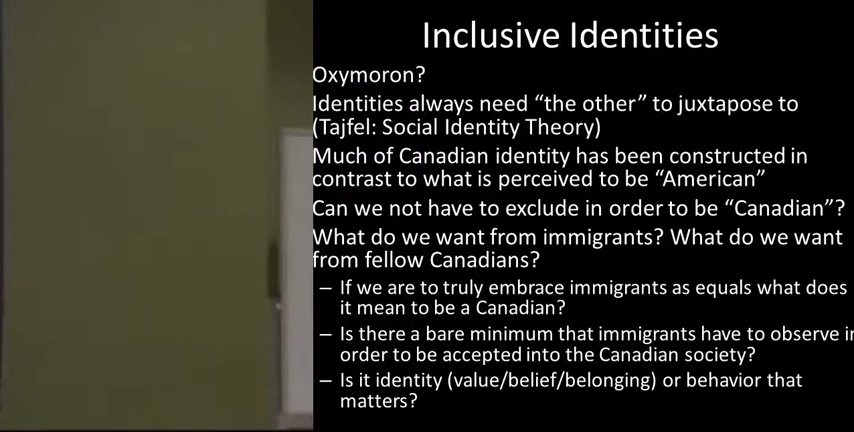 Inclusive Identities
Oxymoron?
Identities always need “the other” to juxtapose to
(Tajfel: Social Identity Theory)
Much of Canadian identity has been constructed in
contrast to what is perceived to be “American”
Can we not have to exclude in order to be “Canadian”?
What do we want from immigrants? What do we want
from fellow Canadians?
– If we are to truly embrace immigrants as equals what does
it mean to be a Canadian?
– Is there a bare minimum that immigrants have to observe in
order to be accepted into the Canadian society?
– Is it identity (value/belief/belonging) or behavior that
matters?